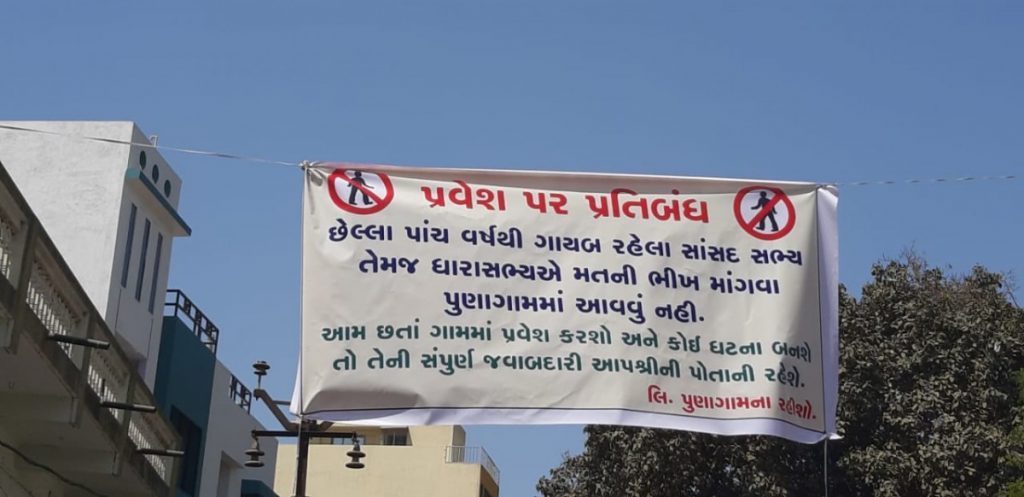 પ્રવેશ પર પ્રતિબંધ
છેલ્લા પાંચ વર્ષથી ગાયબ રહેલા સાંસદ સભ્ય
તેમજ ધારાસભ્યએ મતની ભીખ માંગવા
પુણાગામમાં આવવું નહી.
આમ છતાં ગામમાં પ્રવેશ કરશો અને કોઈ ઘટના બનશે
તો તેની સંપુર્ણ જવાબદારી આપશ્રીની પોતાની રહેશે.
લિ. પુણાગામના રહીશો.